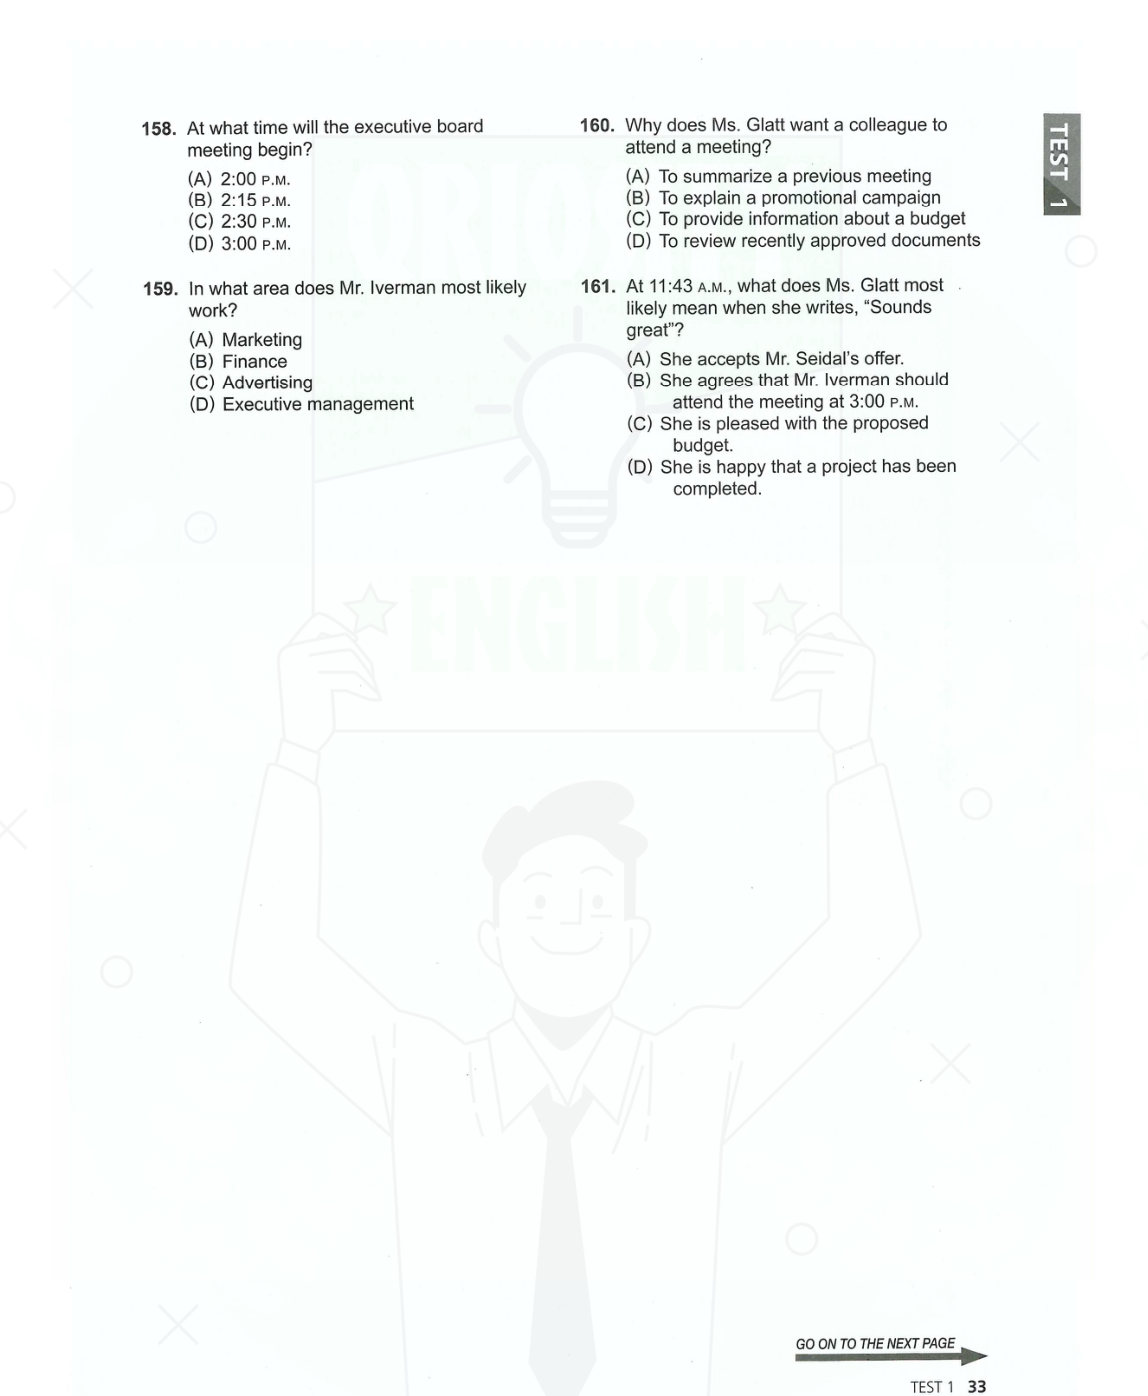 158. At what time will the executive board
meeting begin?
(A) 2:00 P.M.
(B) 2:15 P.M.
(C) 2:30 P.M.
(D) 3:00 P.M.
159. In what area does Mr. Iverman most likely
work?
(A) Marketing
(B) Finance
(C) Advertising
(D) Executive management
160. Why does Ms. Glatt want a colleague to
attend a meeting?
(A) To summarize a previous meeting
(B) To explain a promotional campaign
(C) To provide information about a budget
(D) To review recently approved documents
161. At 11:43 A.M., what does Ms. Glatt most
likely mean when she writes, “Sounds
great”?
(A) She accepts Mr. Seidal’s offer.
(B) She agrees that Mr. Iverman should
attend the meeting at 3:00 P.M.
(C) She is pleased with the proposed
budget.
(D) She is happy that a project has been
completed.
TEST 1
ENGLISH
GO ON TO THE NEXT PAGE
TEST 1 33